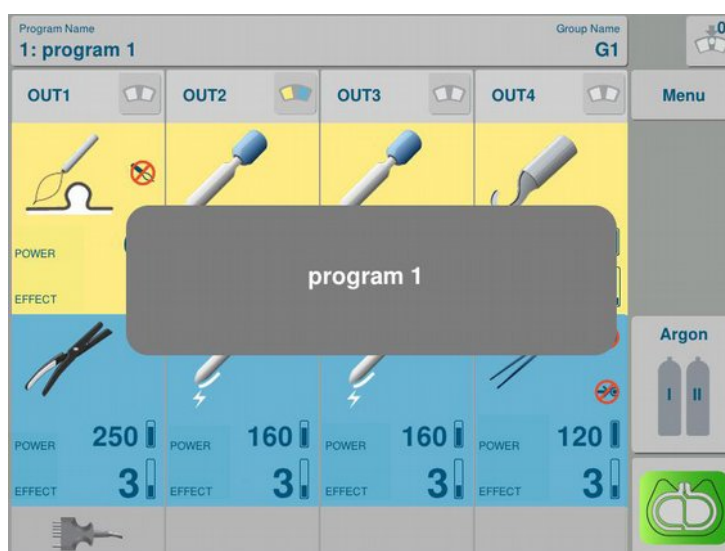 Program Name
1: program 1
Group Name
G1
0
OUT1
OUT2
OUT3
OUT4
Menu
POWER
EFFECT
program 1
Argon
I II
POWER 250
POWER 160
POWER 160
POWER 120
EFFECT 3
EFFECT 3
EFFECT 3
EFFECT 3